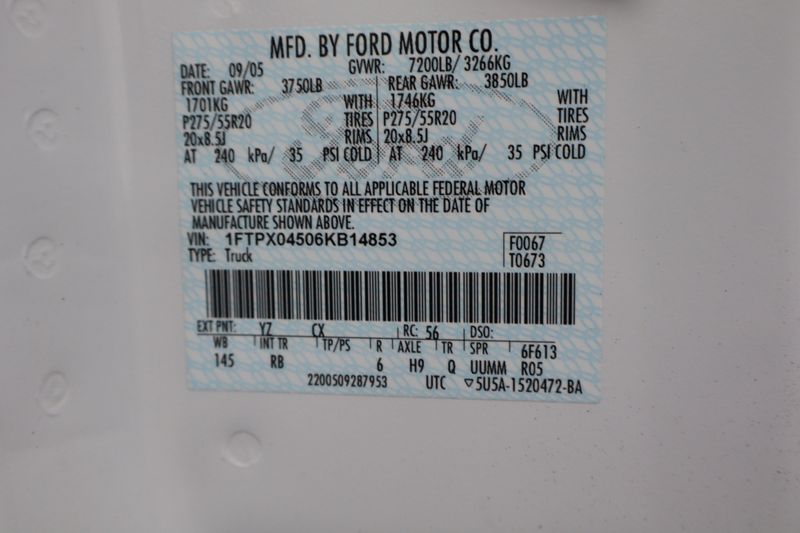 MFD. BY FORD MOTOR CO.
DATE: 09/05 GVWR: 7200LB/ 3266KG
FRONT GAWR: 3750LB REAR GAWR: 3850LB
1701KG WITH 1746KG WITH
P275/55R20 TIRES P275/55R20 TIRES
20x8.5J RIMS 20x8.5J RIMS
AT 240 kPa/ 35 PSI COLD AT 240 kPa/ 35 PSI COLD
THIS VEHICLE CONFORMS TO ALL APPLICABLE FEDERAL MOTOR
VEHICLE SAFETY STANDARDS IN EFFECT ON THE DATE OF
MANUFACTURE SHOWN ABOVE.
VIN: 1FTPX04506KB14853 F0067
TYPE: Truck T0673
EXT PNT: YZ CX RC: 56 DSO:
WB INT TR TP/PS R AXLE TR SPR 6F613
145 RB 6 H9 Q UUMM R05
2200509287953 UTC ▽5U5A-1520472-BA